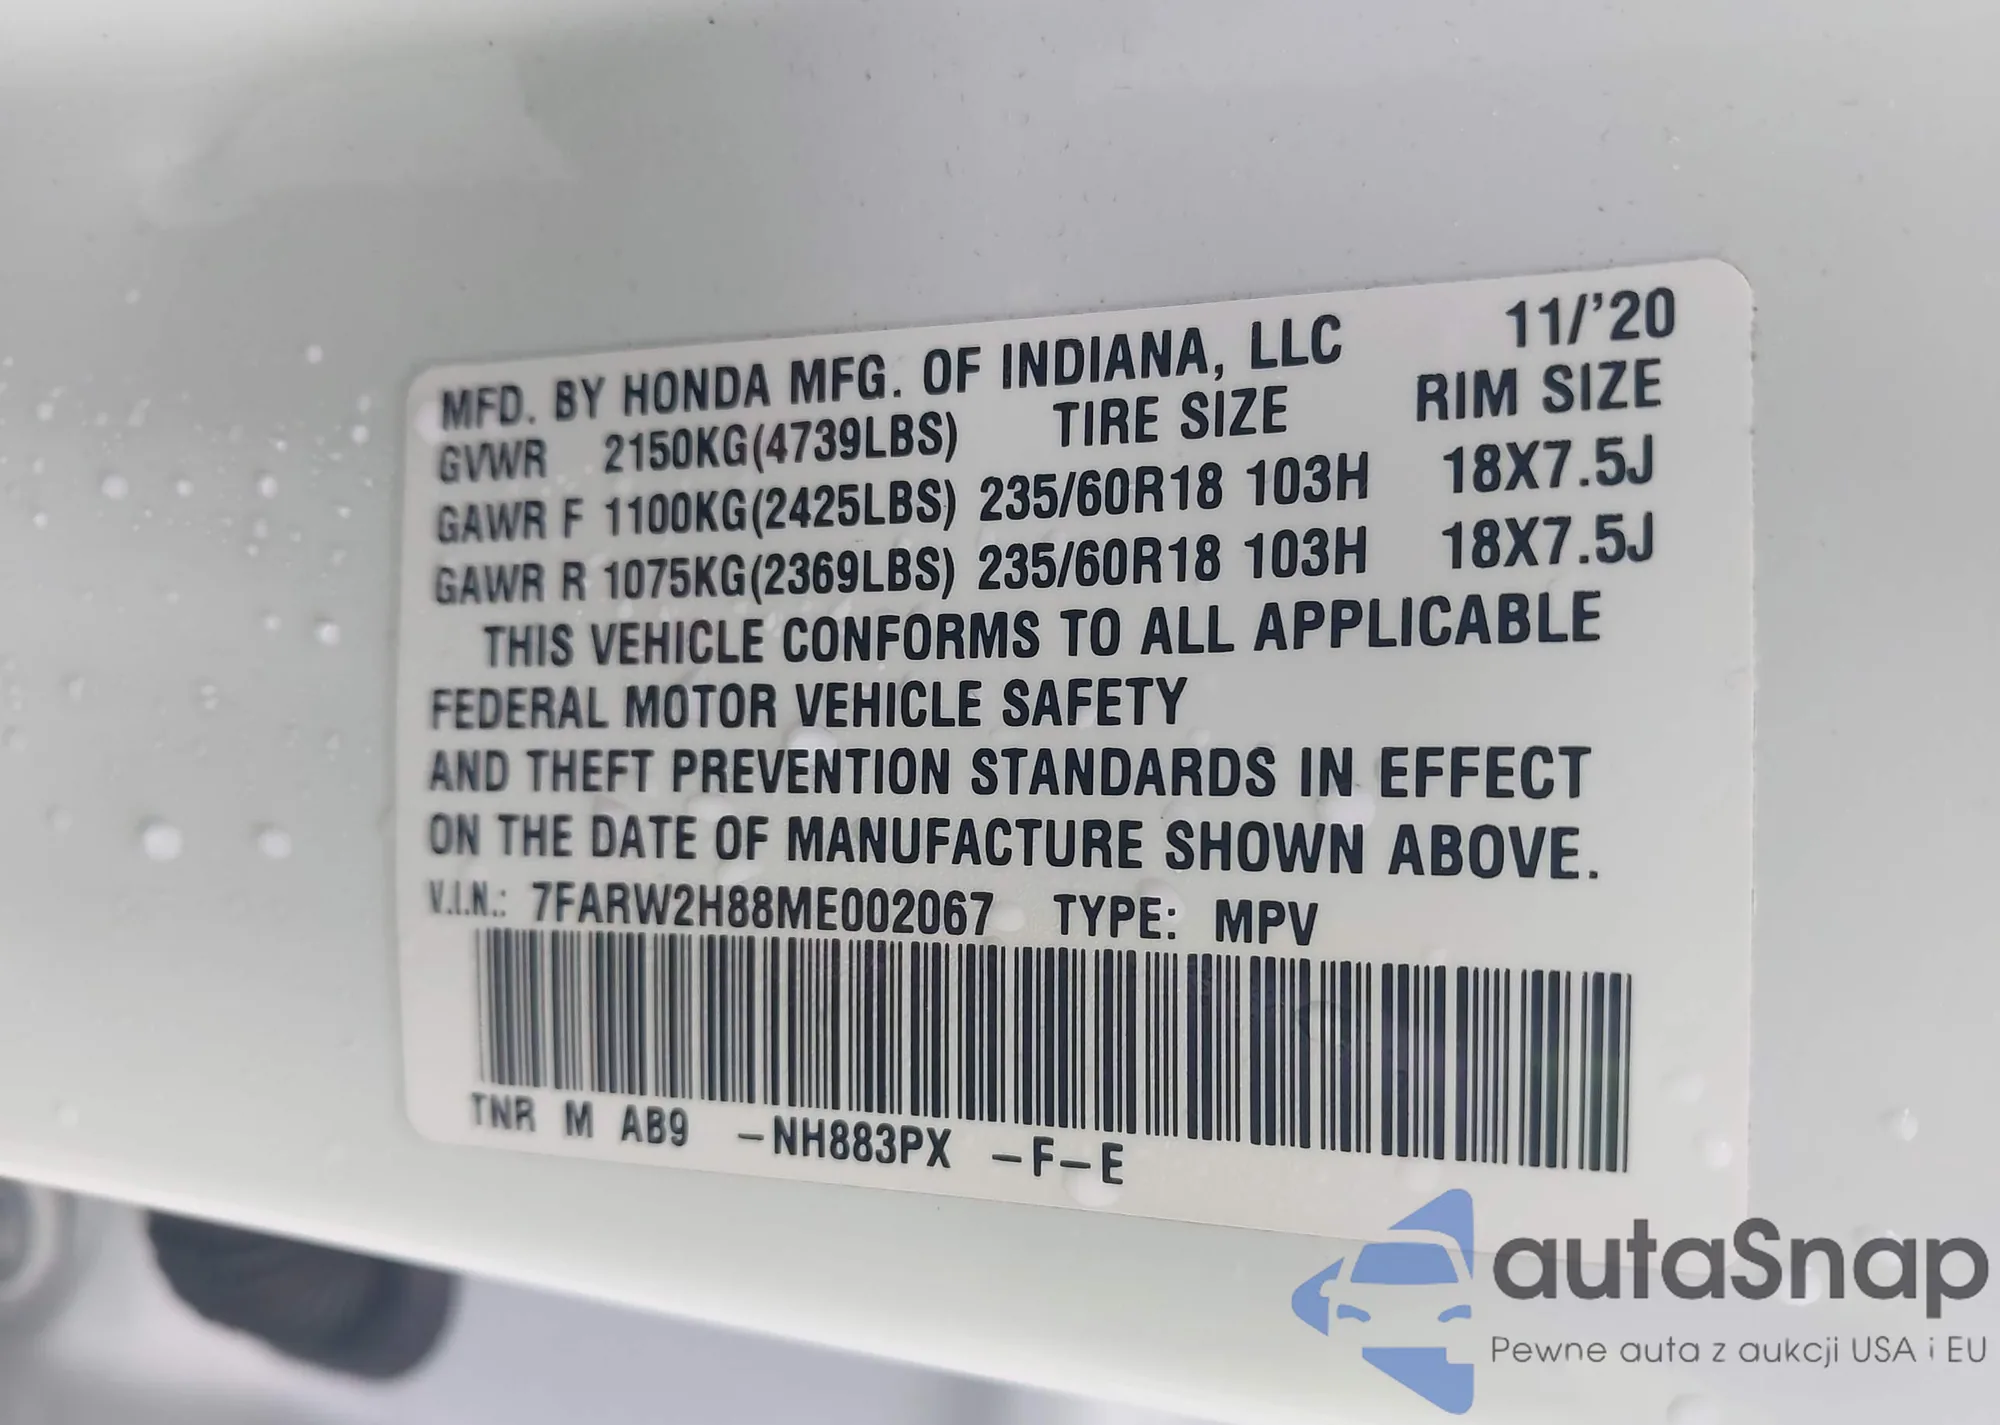 MFD. BY HONDA MFG. OF INDIANA, LLC 11/'20
GVWR 2150KG(4739LBS) TIRE SIZE RIM SIZE
GAWR F 1100KG(2425LBS) 235/60R18 103H 18X7.5J
GAWR R 1075KG(2369LBS) 235/60R18 103H 18X7.5J
THIS VEHICLE CONFORMS TO ALL APPLICABLE
FEDERAL MOTOR VEHICLE SAFETY
AND THEFT PREVENTION STANDARDS IN EFFECT
ON THE DATE OF MANUFACTURE SHOWN ABOVE.
V.I.N.: 7FARW2H88ME002067 TYPE: MPV
TNR M AB9 –NH883PX –F–E
autaSnap
Pewne auta z aukcji USA i EU